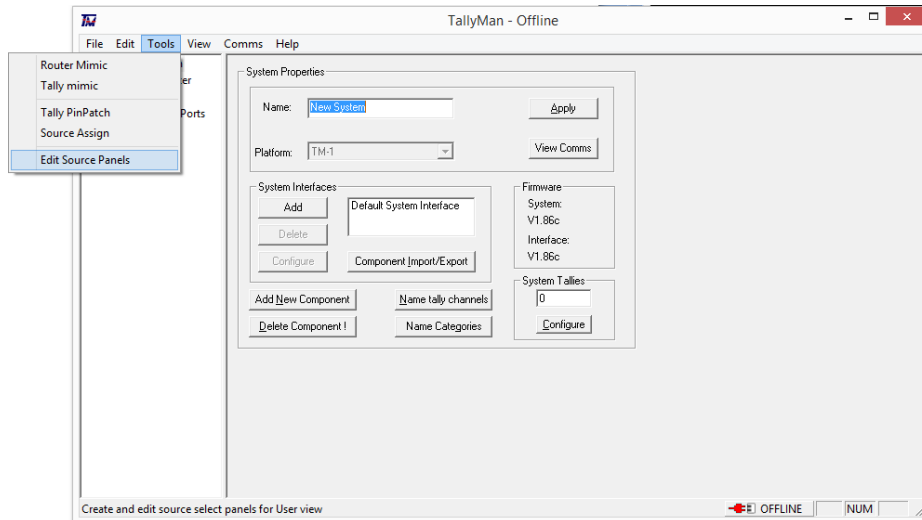 TM TallyMan - Offline
File Edit Tools View Comms Help
Router Mimic
Tally mimic
Tally PinPatch
Source Assign
Edit Source Panels
Ports
System Properties
Name: New System Apply
Platform: TM-1 View Comms
System Interfaces
Add Default System Interface
Delete
Configure Component Import/Export
Firmware
System:
V1.86c
Interface:
V1.86c
System Tallies
0
Configure
Add New Component Name tally channels
Delete Component ! Name Categories
Create and edit source select panels for User view OFFLINE NUM